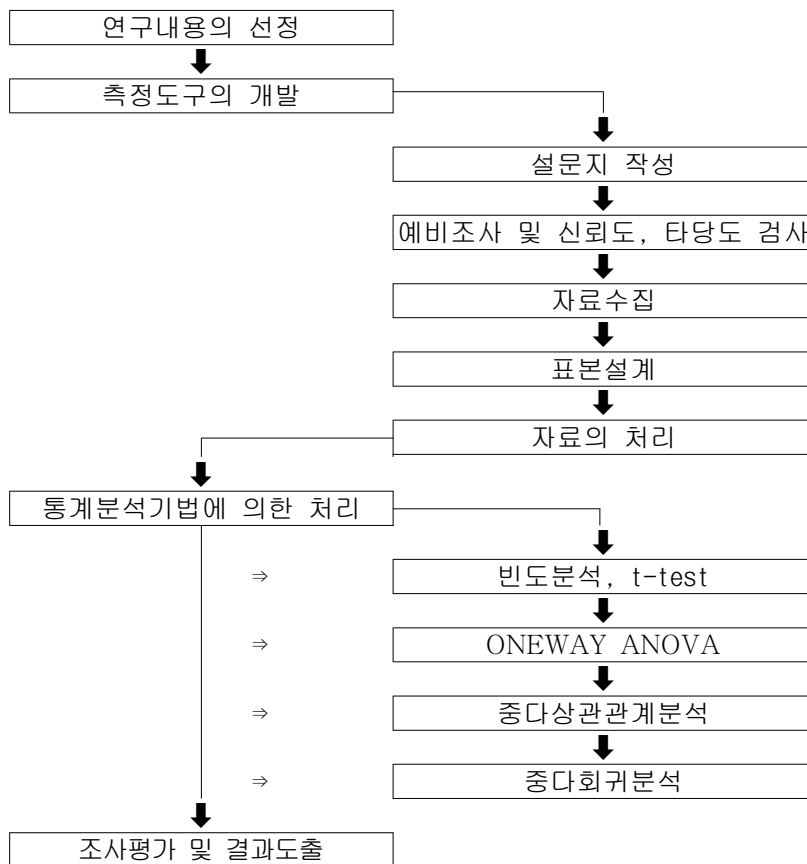 연구내용의 선정
측정도구의 개발
설문지 작성
예비조사 및 신뢰도, 타당도 검사
자료수집
표본설계
자료의 처리
통계분석기법에 의한 처리
⇒ 빈도분석, t-test
⇒ ONEWAY ANOVA
⇒ 중다상관관계분석
⇒ 중다회귀분석
조사평가 및 결과도출